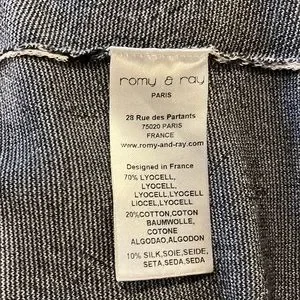 romy & ray
PARIS
28 Rue des Partants
75020 PARIS
FRANCE
www.romy-and-ray.com
Designed in France
70% LYOCELL,
LYOCELL,
LYOCELL,LYOCELL
LIOCEL,LYOCELL
20%COTTON,COTON
BAUMWOLLE,
COTONE
ALGODAO,ALGODON
10% SILK,SOIE,SEIDE,
SETA,SEDA,SEDA